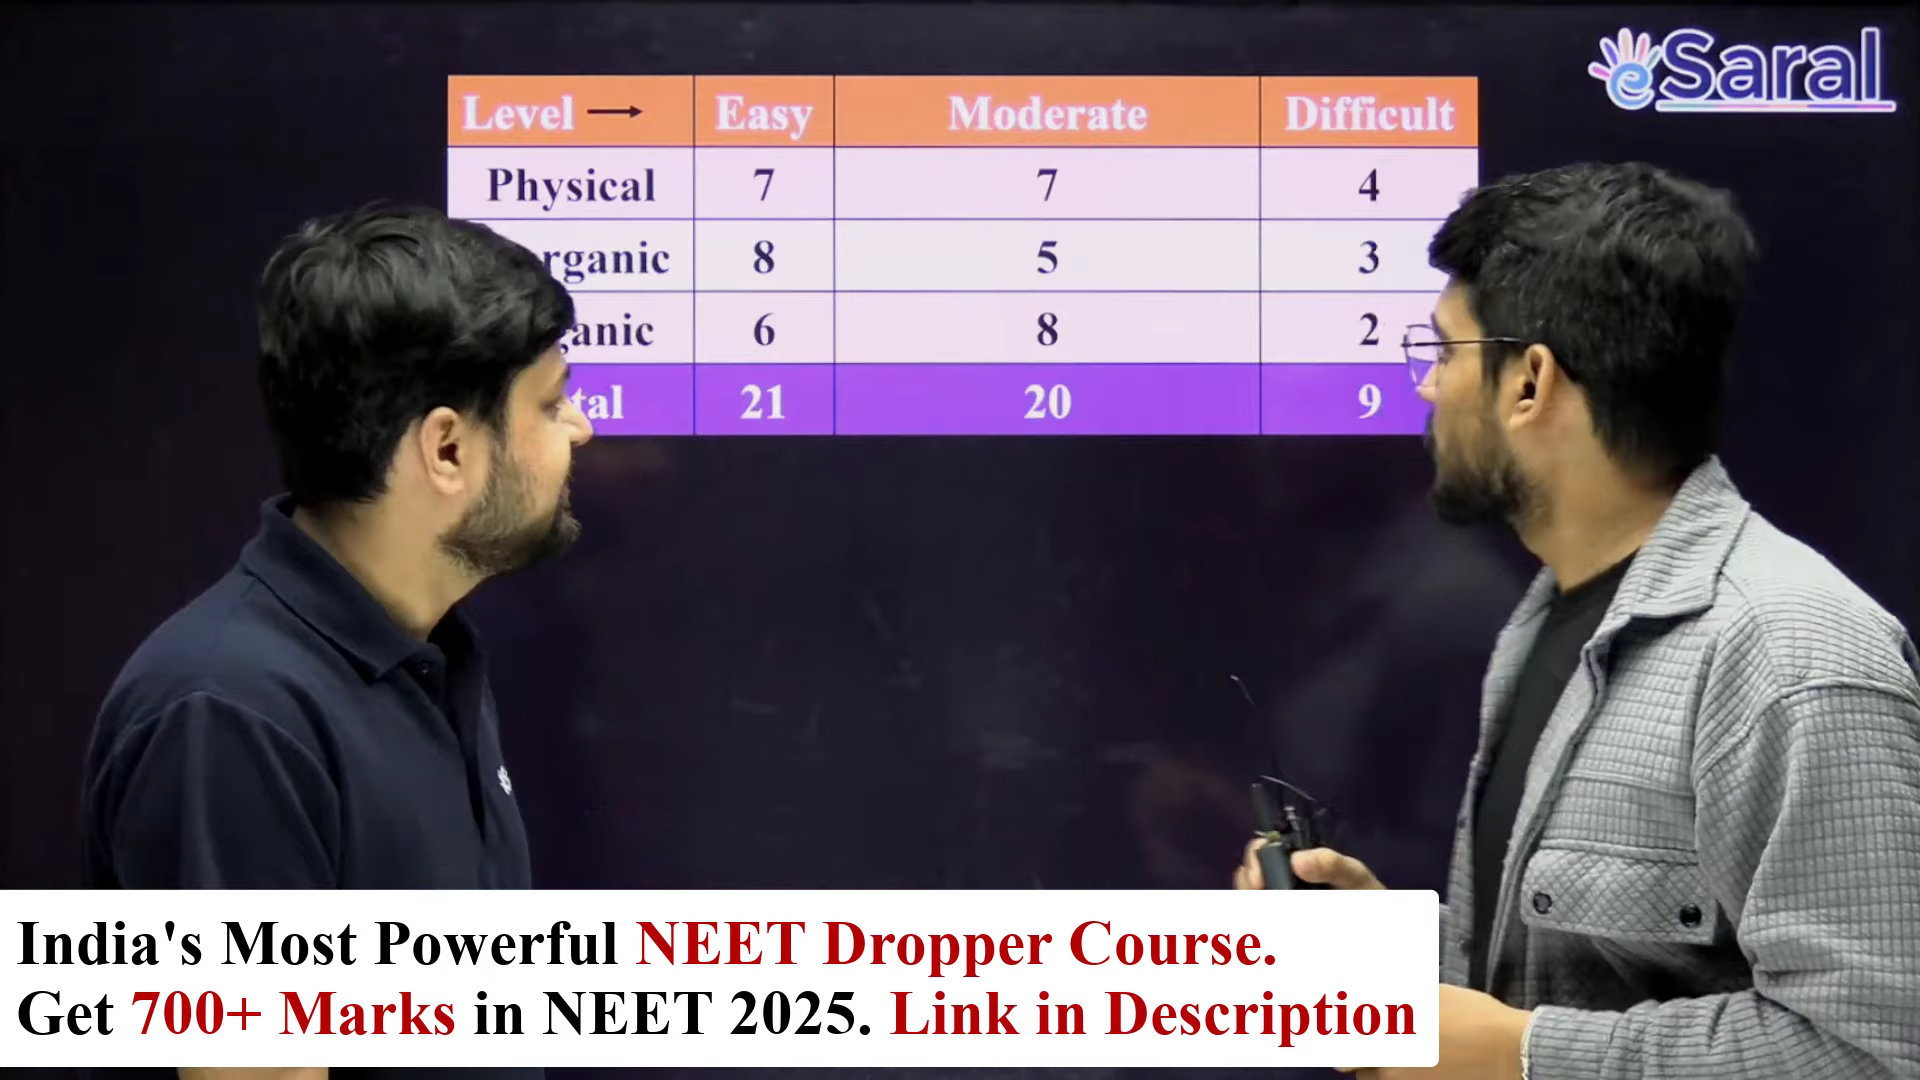 eSaral
Level → Easy Moderate Difficult
Physical 7 7 4
rganic 8 5 3
ganic 6 8 2
tal 21 20 9
India's Most Powerful NEET Dropper Course.
Get 700+ Marks in NEET 2025. Link in Description